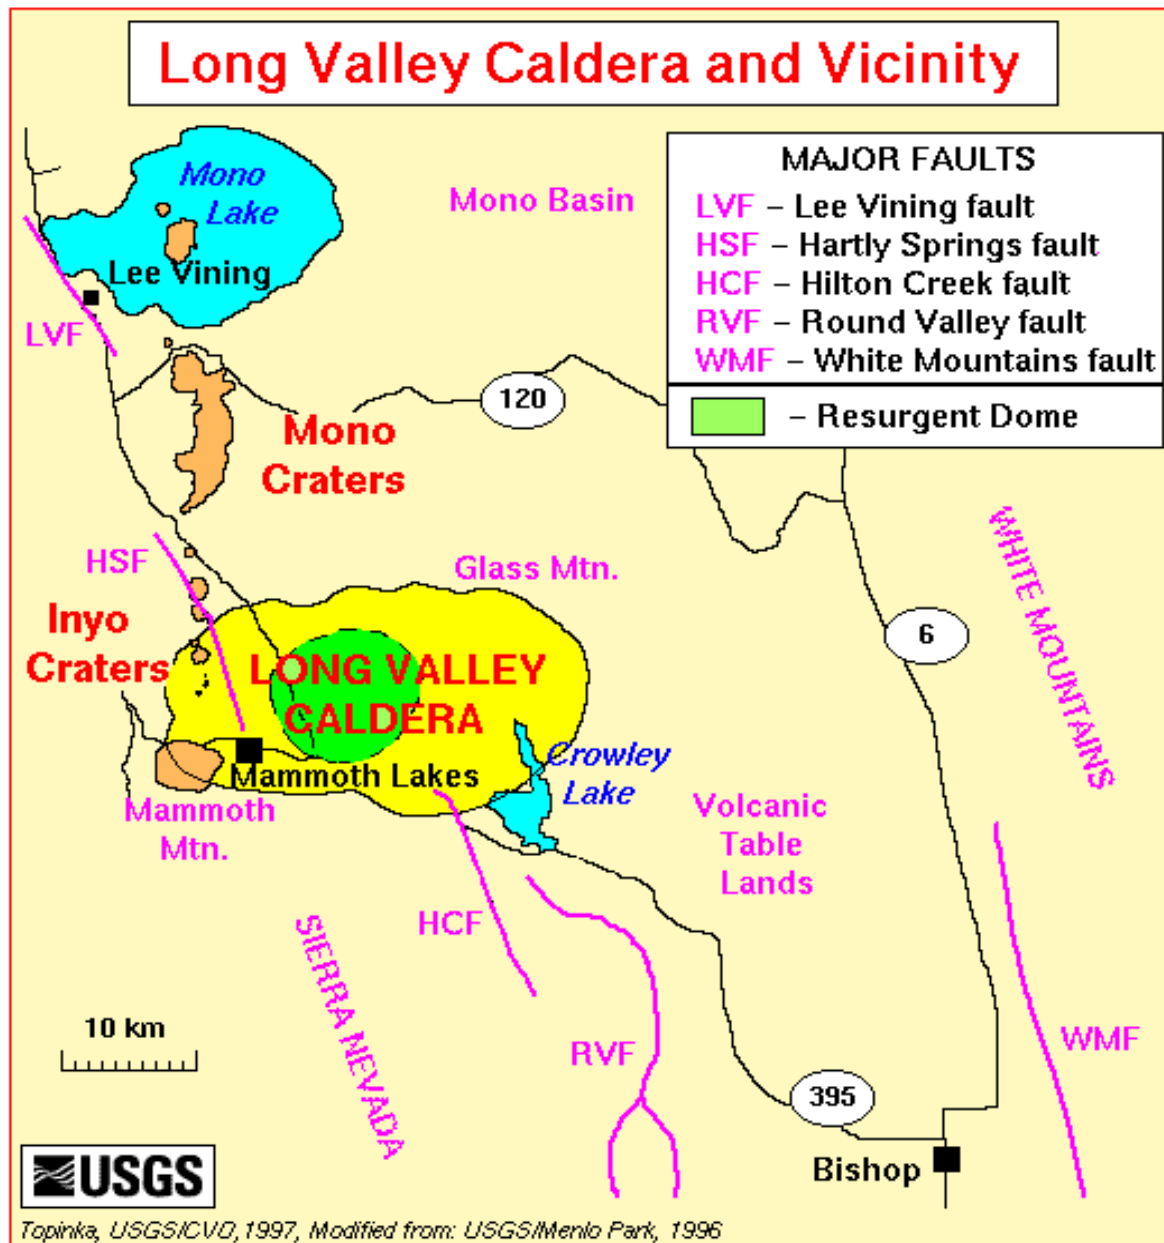 Long Valley Caldera and Vicinity
MAJOR FAULTS
LVF – Lee Vining fault
HSF – Hartly Springs fault
HCF – Hilton Creek fault
RVF – Round Valley fault
WMF – White Mountains fault
– Resurgent Dome
Mono
Lake
Mono Basin
Lee Vining
LVF
120
Mono
Craters
HSF
Glass Mtn.
WHITE MOUNTAINS
Inyo
Craters
6
LONG VALLEY
CALDERA
Mammoth Lakes
Crowley
Lake
Mammoth
Mtn.
Volcanic
Table
Lands
HCF
SIERRA NEVADA
10 km
RVF
WMF
395
Bishop
USGS
Topinka, USGS/CVO, 1997, Modified from: USGS/Menlo Park, 1996